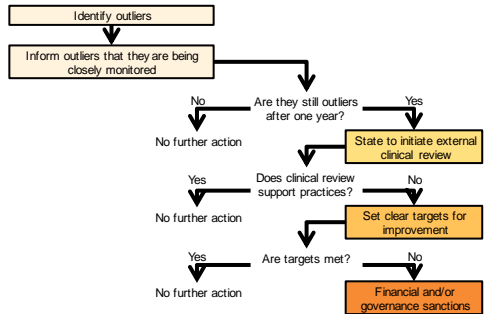 Identify outliers
Inform outliers that they are being
closely monitored
No
Are they still outliers
after one year?
Yes
No further action
State to initiate external
clinical review
Yes
Does clinical review
support practices?
No
No further action
Set clear targets for
improvement
Yes
Are targets met?
No
No further action
Financial and/or
governance sanctions